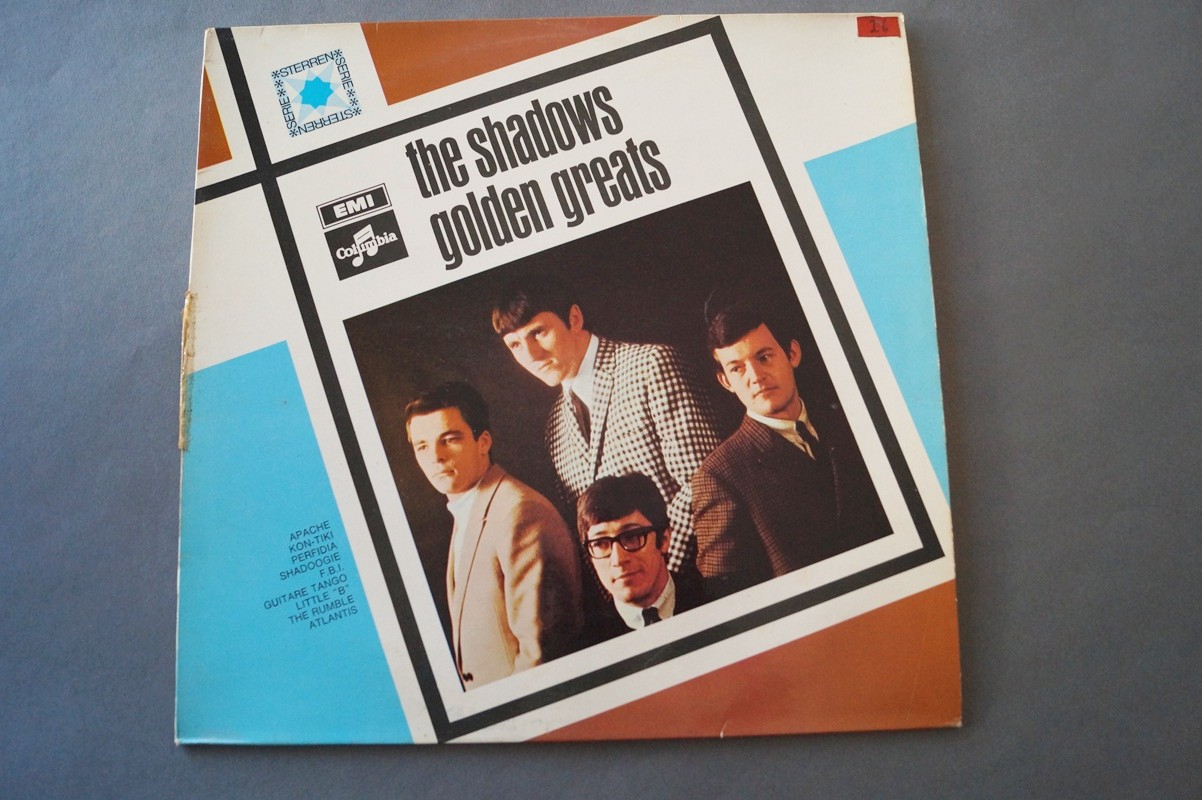 *STERREN*
SERIE**
*STERREN*
*SERIE**
the shadows
golden greats
EMI
Columbia
APACHE
KON-TIKI
PERFIDIA
SHADOOGIE
F.B.I.
GUITARE TANGO
LITTLE "B"
THE RUMBLE
ATLANTIS